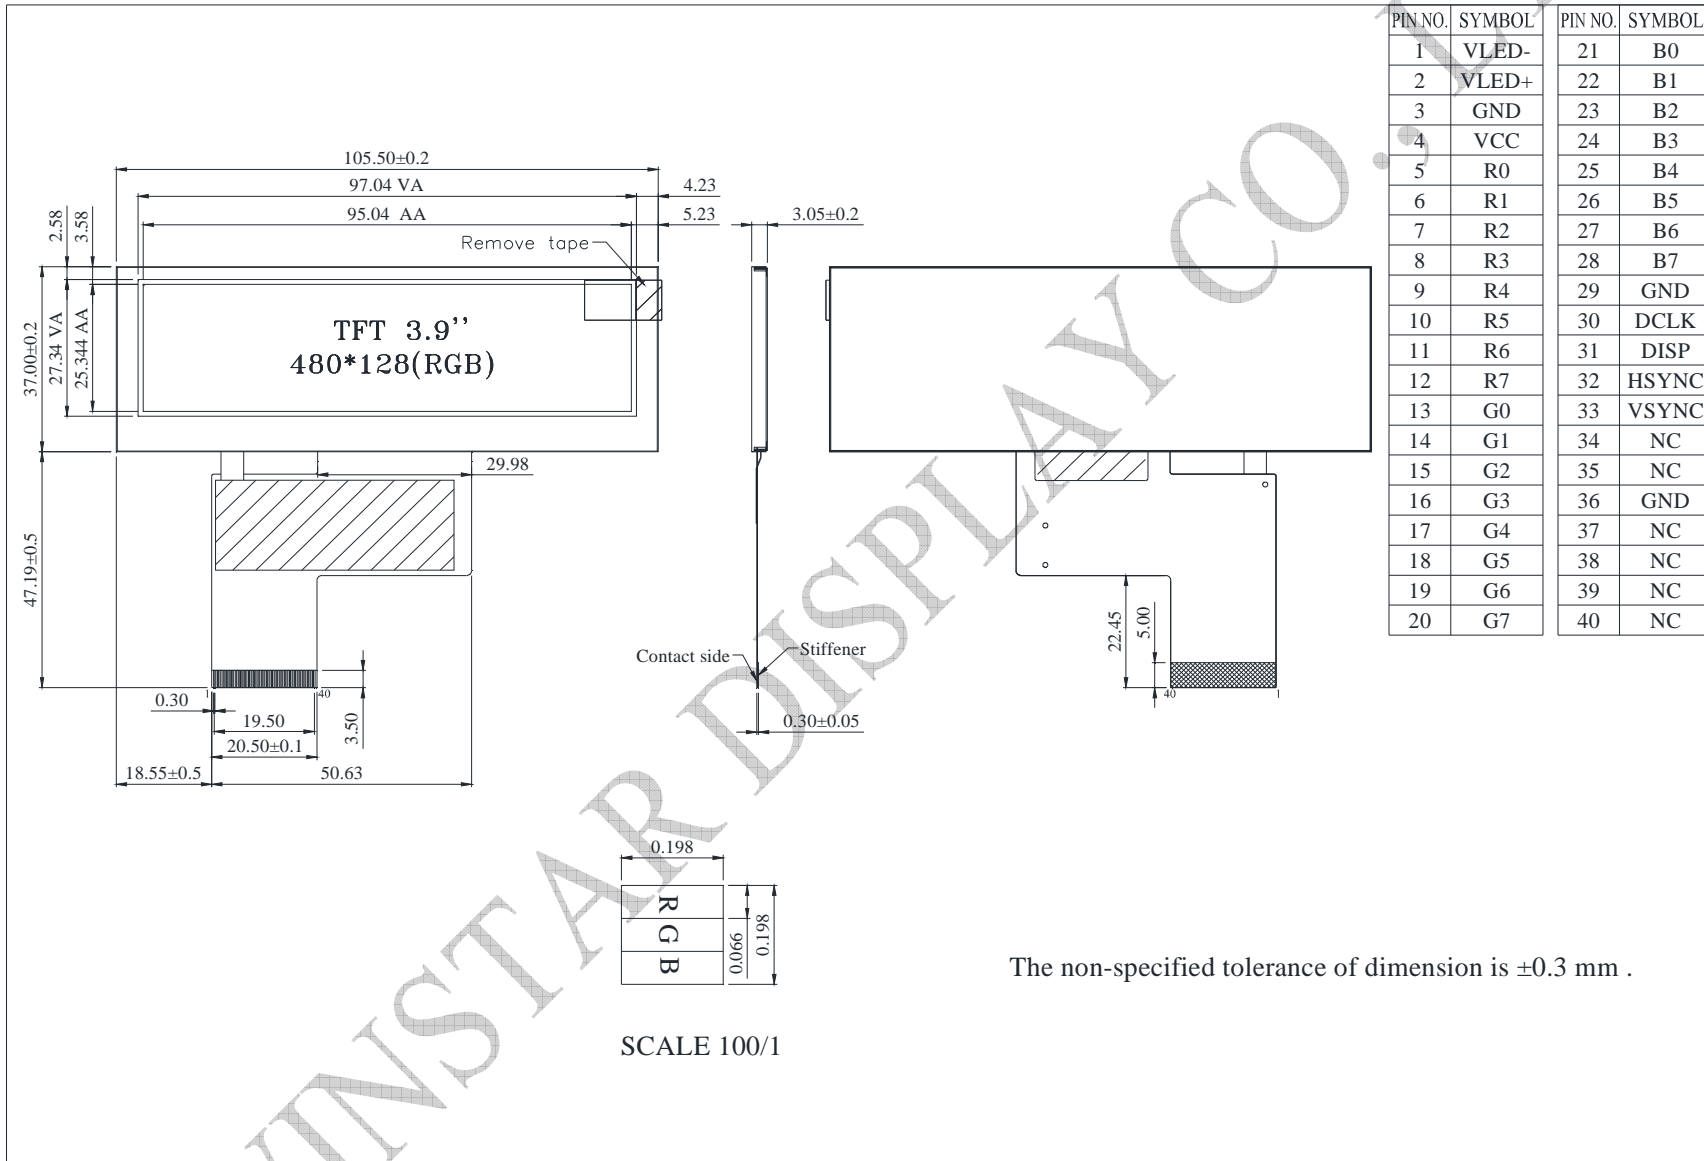 PIN NO. SYMBOL PIN NO. SYMBOL
1 VLED- 21 B0
2 VLED+ 22 B1
3 GND 23 B2
4 VCC 24 B3
5 R0 25 B4
6 R1 26 B5
7 R2 27 B6
8 R3 28 B7
9 R4 29 GND
10 R5 30 DCLK
11 R6 31 DISP
12 R7 32 HSYNC
13 G0 33 VSYNC
14 G1 34 NC
15 G2 35 NC
16 G3 36 GND
17 G4 37 NC
18 G5 38 NC
19 G6 39 NC
20 G7 40 NC
105.50±0.2
97.04 VA 4.23
95.04 AA 5.23
2.58
3.58
Remove tape
37.00±0.2
27.34 VA
25.344 AA
TFT 3.9''
480*128(RGB)
29.98
47.19±0.5
1 40
0.30
19.50
3.50
20.50±0.1
18.55±0.5 50.63
3.05±0.2
Contact side
Stiffener
0.30±0.05
22.45
5.00
40 1
0.198
R
G
B
0.066
0.198
SCALE 100/1
The non-specified tolerance of dimension is ±0.3 mm .
INSTAR DISPLAY CO., L